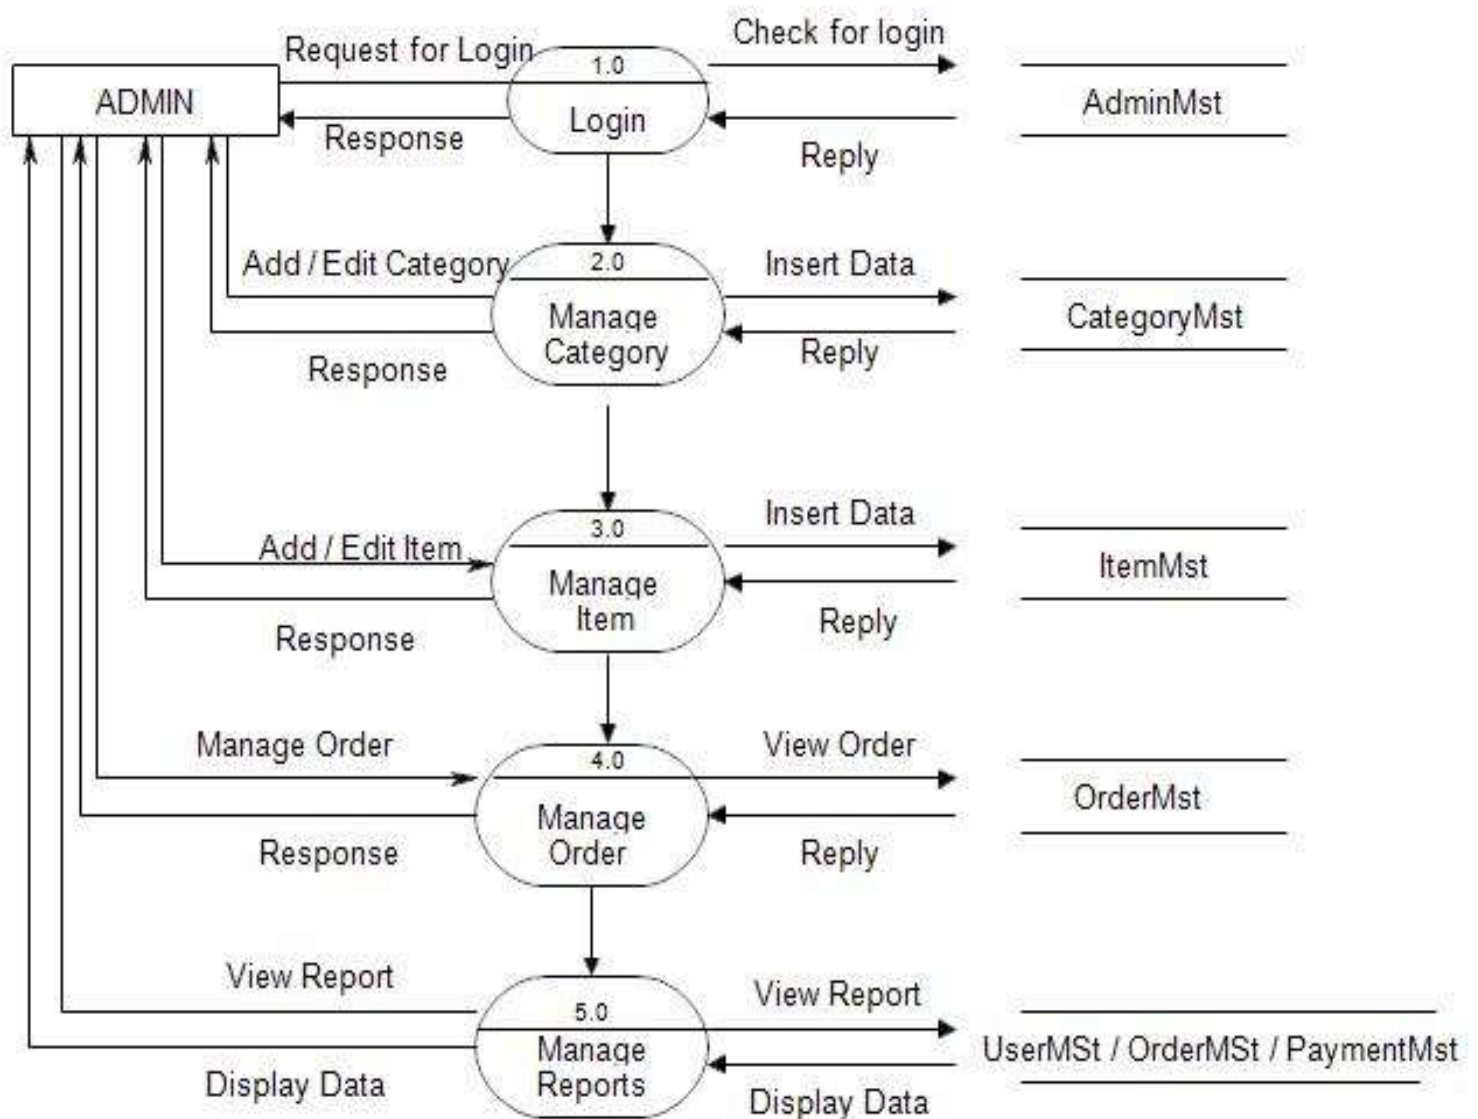 Check for login
Request for Login
1.0
ADMIN
Login
AdminMst
Response
Reply
Add / Edit Category
2.0
Insert Data
Manage
Category
CategoryMst
Response
Reply
Insert Data
Add / Edit Item
3.0
Manage
Item
ItemMst
Response
Reply
Manage Order
4.0
View Order
Manage
Order
OrderMst
Response
Reply
View Report
5.0
View Report
Manage
Reports
UserMSt / OrderMSt / PaymentMst
Display Data
Display Data